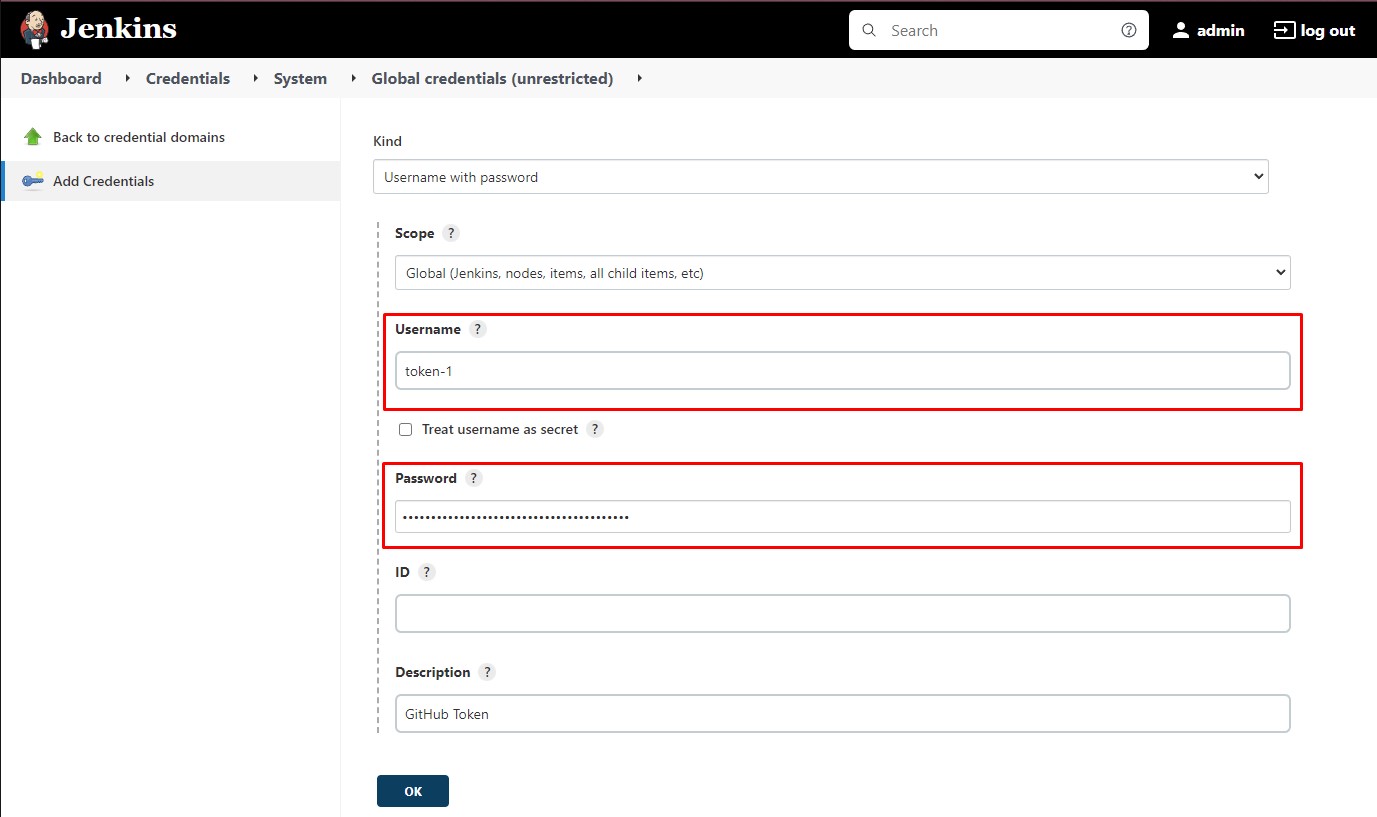 Jenkins
Search
admin
log out
Dashboard
Credentials
System
Global credentials (unrestricted)
Back to credential domains
Add Credentials
Kind
Username with password
Scope ?
Global (Jenkins, nodes, items, all child items, etc)
Username ?
token-1
Treat username as secret ?
Password ?
••••••••••••••••••••••••••••••••••••••••
ID ?
Description ?
GitHub Token
OK